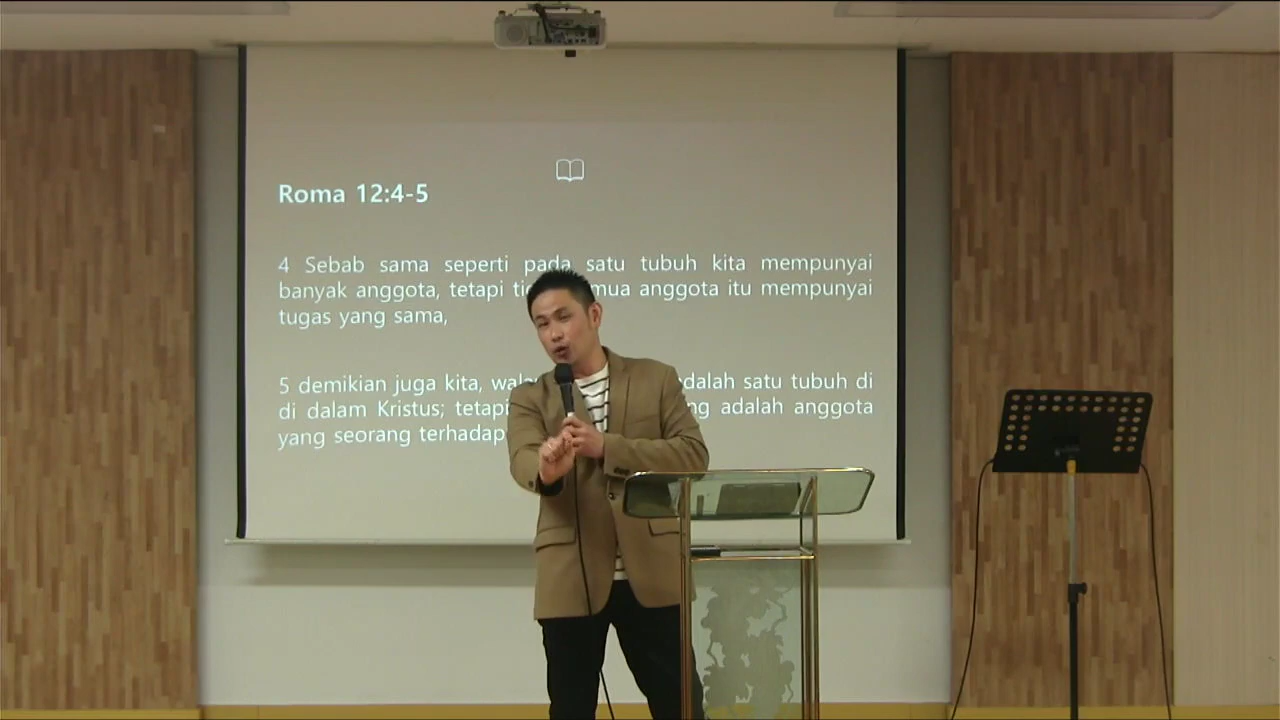 Roma 12:4-5
4 Sebab sama seperti pada satu tubuh kita mempunyai
banyak anggota, tetapi semua anggota itu mempunyai
tugas yang sama,
5 demikian juga kita, adalah satu tubuh di
di dalam Kristus; tetapi adalah anggota
yang seorang terhadap